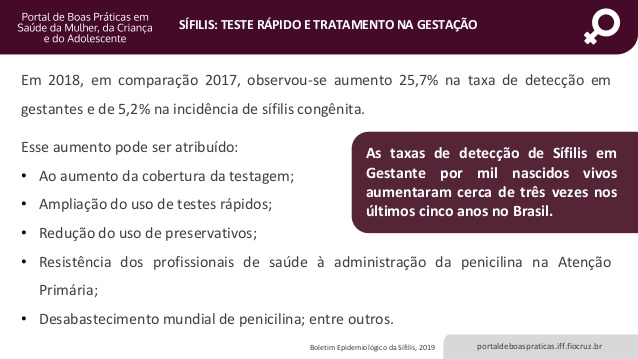 Portal de Boas Práticas em
Saúde da Mulher, da Criança
e do Adolescente
SÍFILIS: TESTE RÁPIDO E TRATAMENTO NA GESTAÇÃO
Em 2018, em comparação 2017, observou-se aumento 25,7% na taxa de detecção em
gestantes e de 5,2% na incidência de sífilis congênita.
Esse aumento pode ser atribuído:
• Ao aumento da cobertura da testagem;
• Ampliação do uso de testes rápidos;
• Redução do uso de preservativos;
• Resistência dos profissionais de saúde à administração da penicilina na Atenção
Primária;
• Desabastecimento mundial de penicilina; entre outros.
As taxas de detecção de Sífilis em
Gestante por mil nascidos vivos
aumentaram cerca de três vezes nos
últimos cinco anos no Brasil.
Boletim Epidemiológico da Sífilis, 2019
portaldeboaspraticas.iff.fiocruz.br